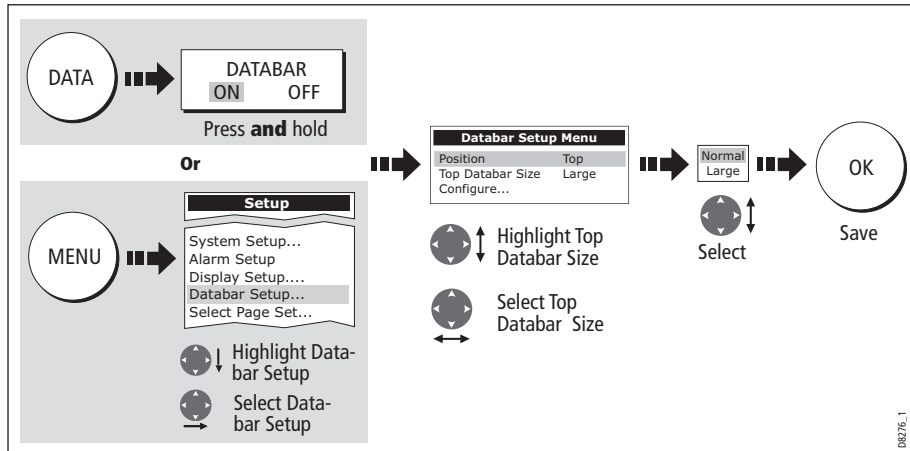 DATA
DATABAR
ON OFF
Press and hold
Or
MENU
Setup
System Setup...
Alarm Setup
Display Setup....
Databar Setup...
Select Page Set...
Highlight Data-
bar Setup
Select Data-
bar Setup
Databar Setup Menu
Position Top
Top Databar Size Large
Configure...
Highlight Top
Databar Size
Select Top
Databar Size
Normal
Large
Select
OK
Save
D8276_1